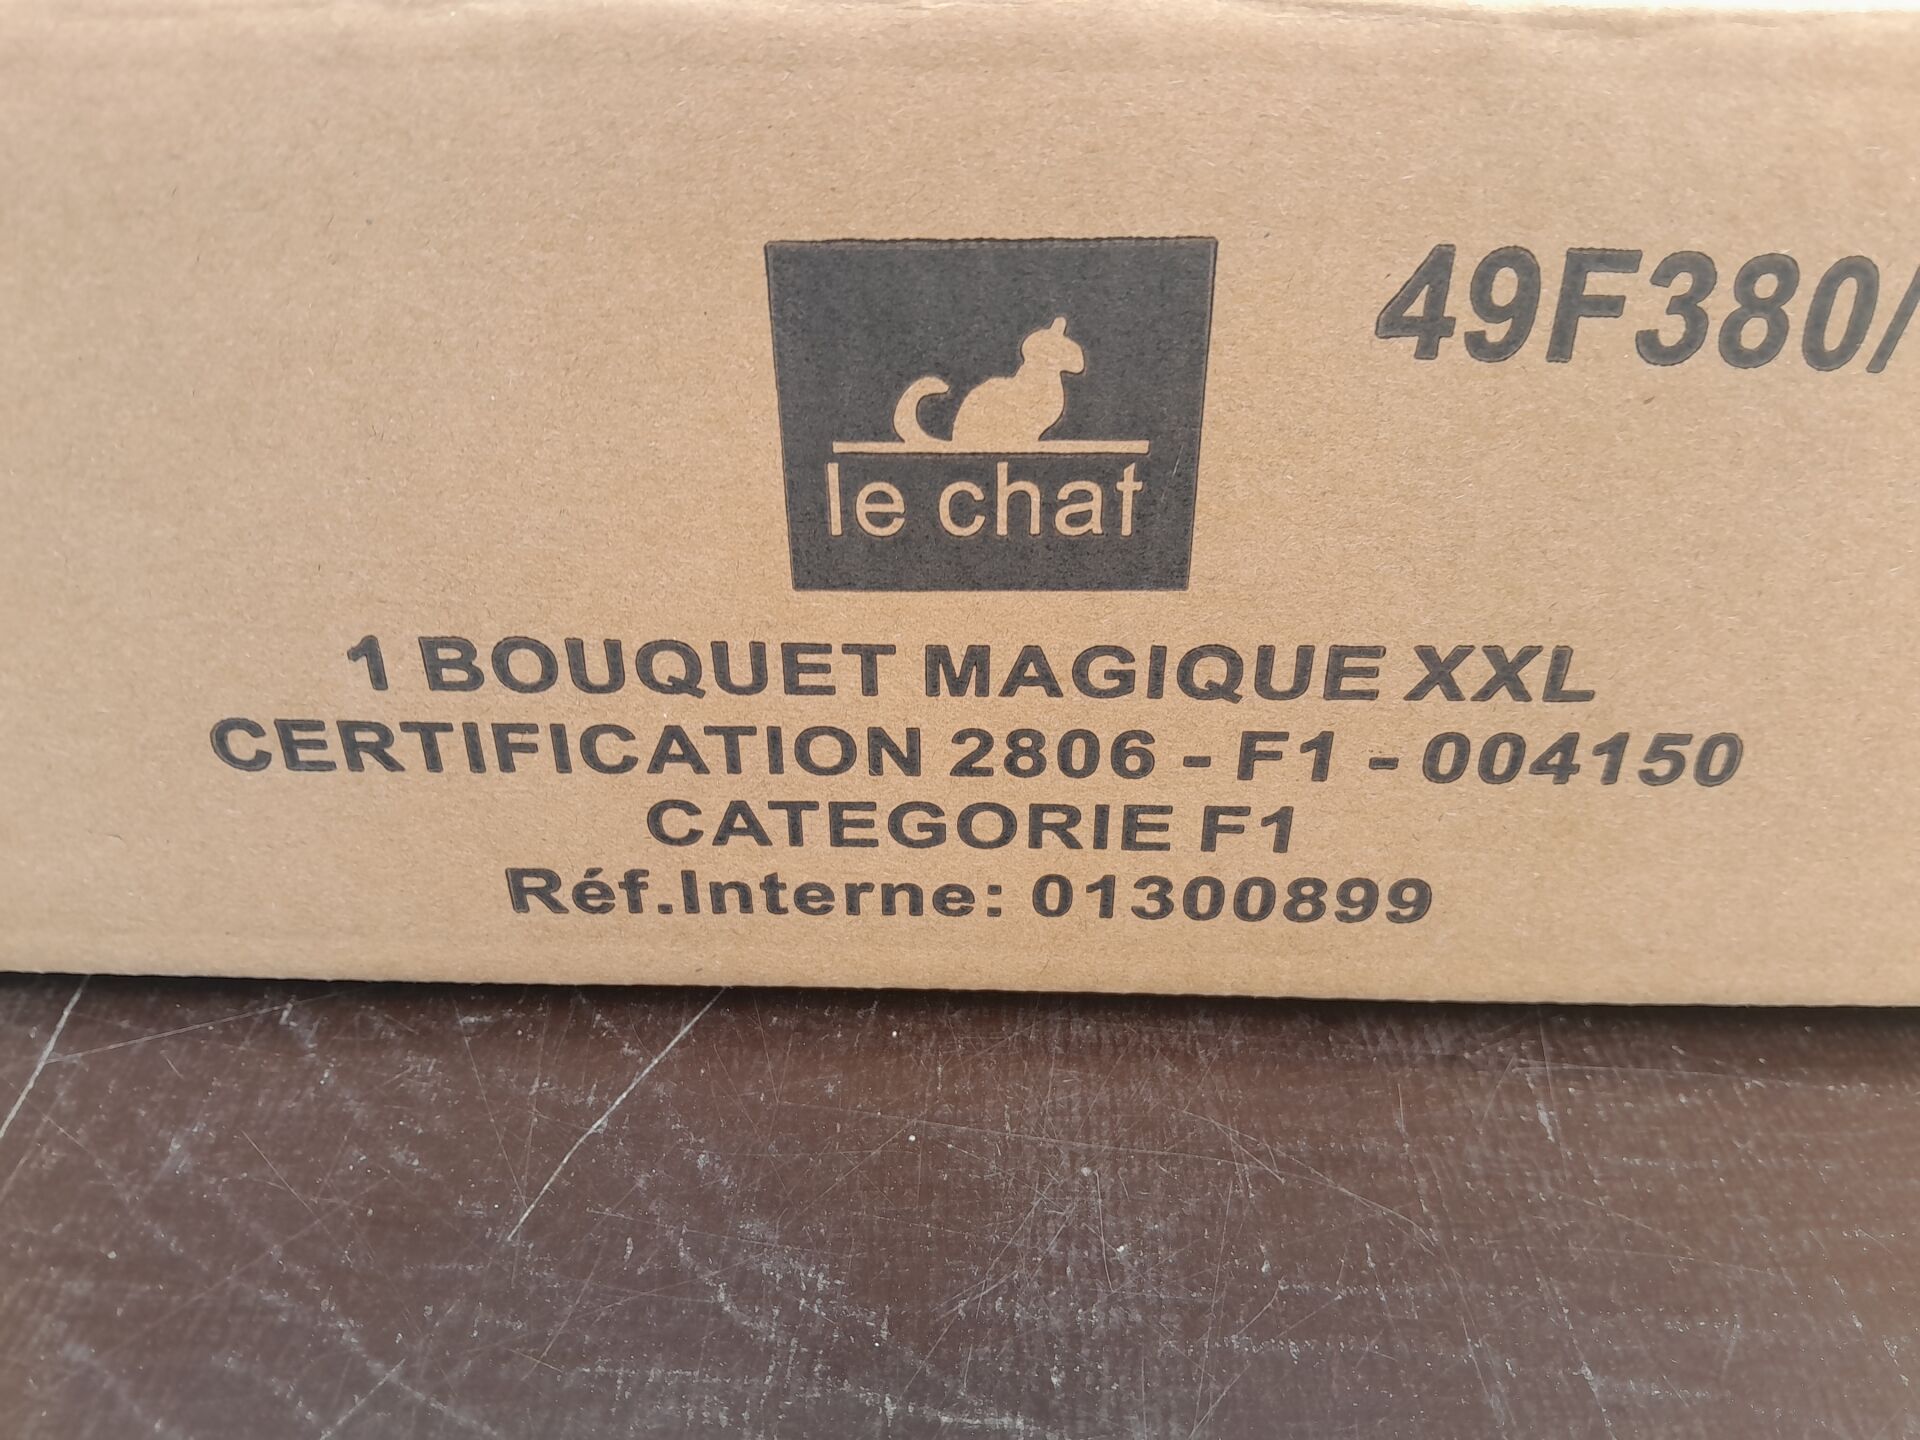 49F380/
le chat
1 BOUQUET MAGIQUE XXL
CERTIFICATION 2806 - F1 - 004150
CATEGORIE F1
Réf.Interne: 01300899